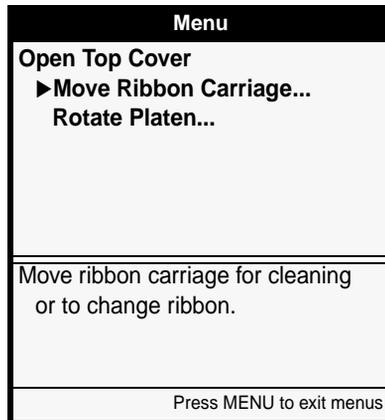 Menu
Open Top Cover
▶Move Ribbon Carriage...
Rotate Platen...
Move ribbon carriage for cleaning
or to change ribbon.
Press MENU to exit menus